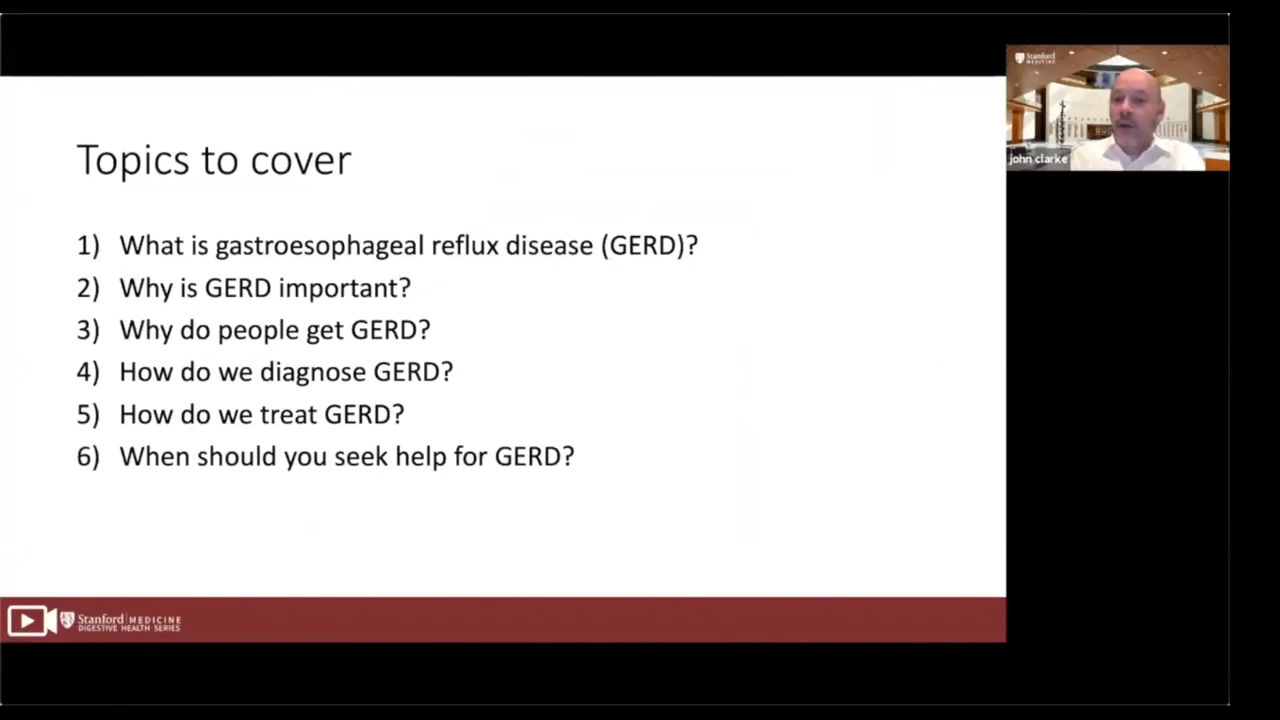 Topics to cover
1) What is gastroesophageal reflux disease (GERD)?
2) Why is GERD important?
3) Why do people get GERD?
4) How do we diagnose GERD?
5) How do we treat GERD?
6) When should you seek help for GERD?
Stanford MEDICINE
DIGESTIVE HEALTH SERIES
Stanford
MEDICINE
john clarke